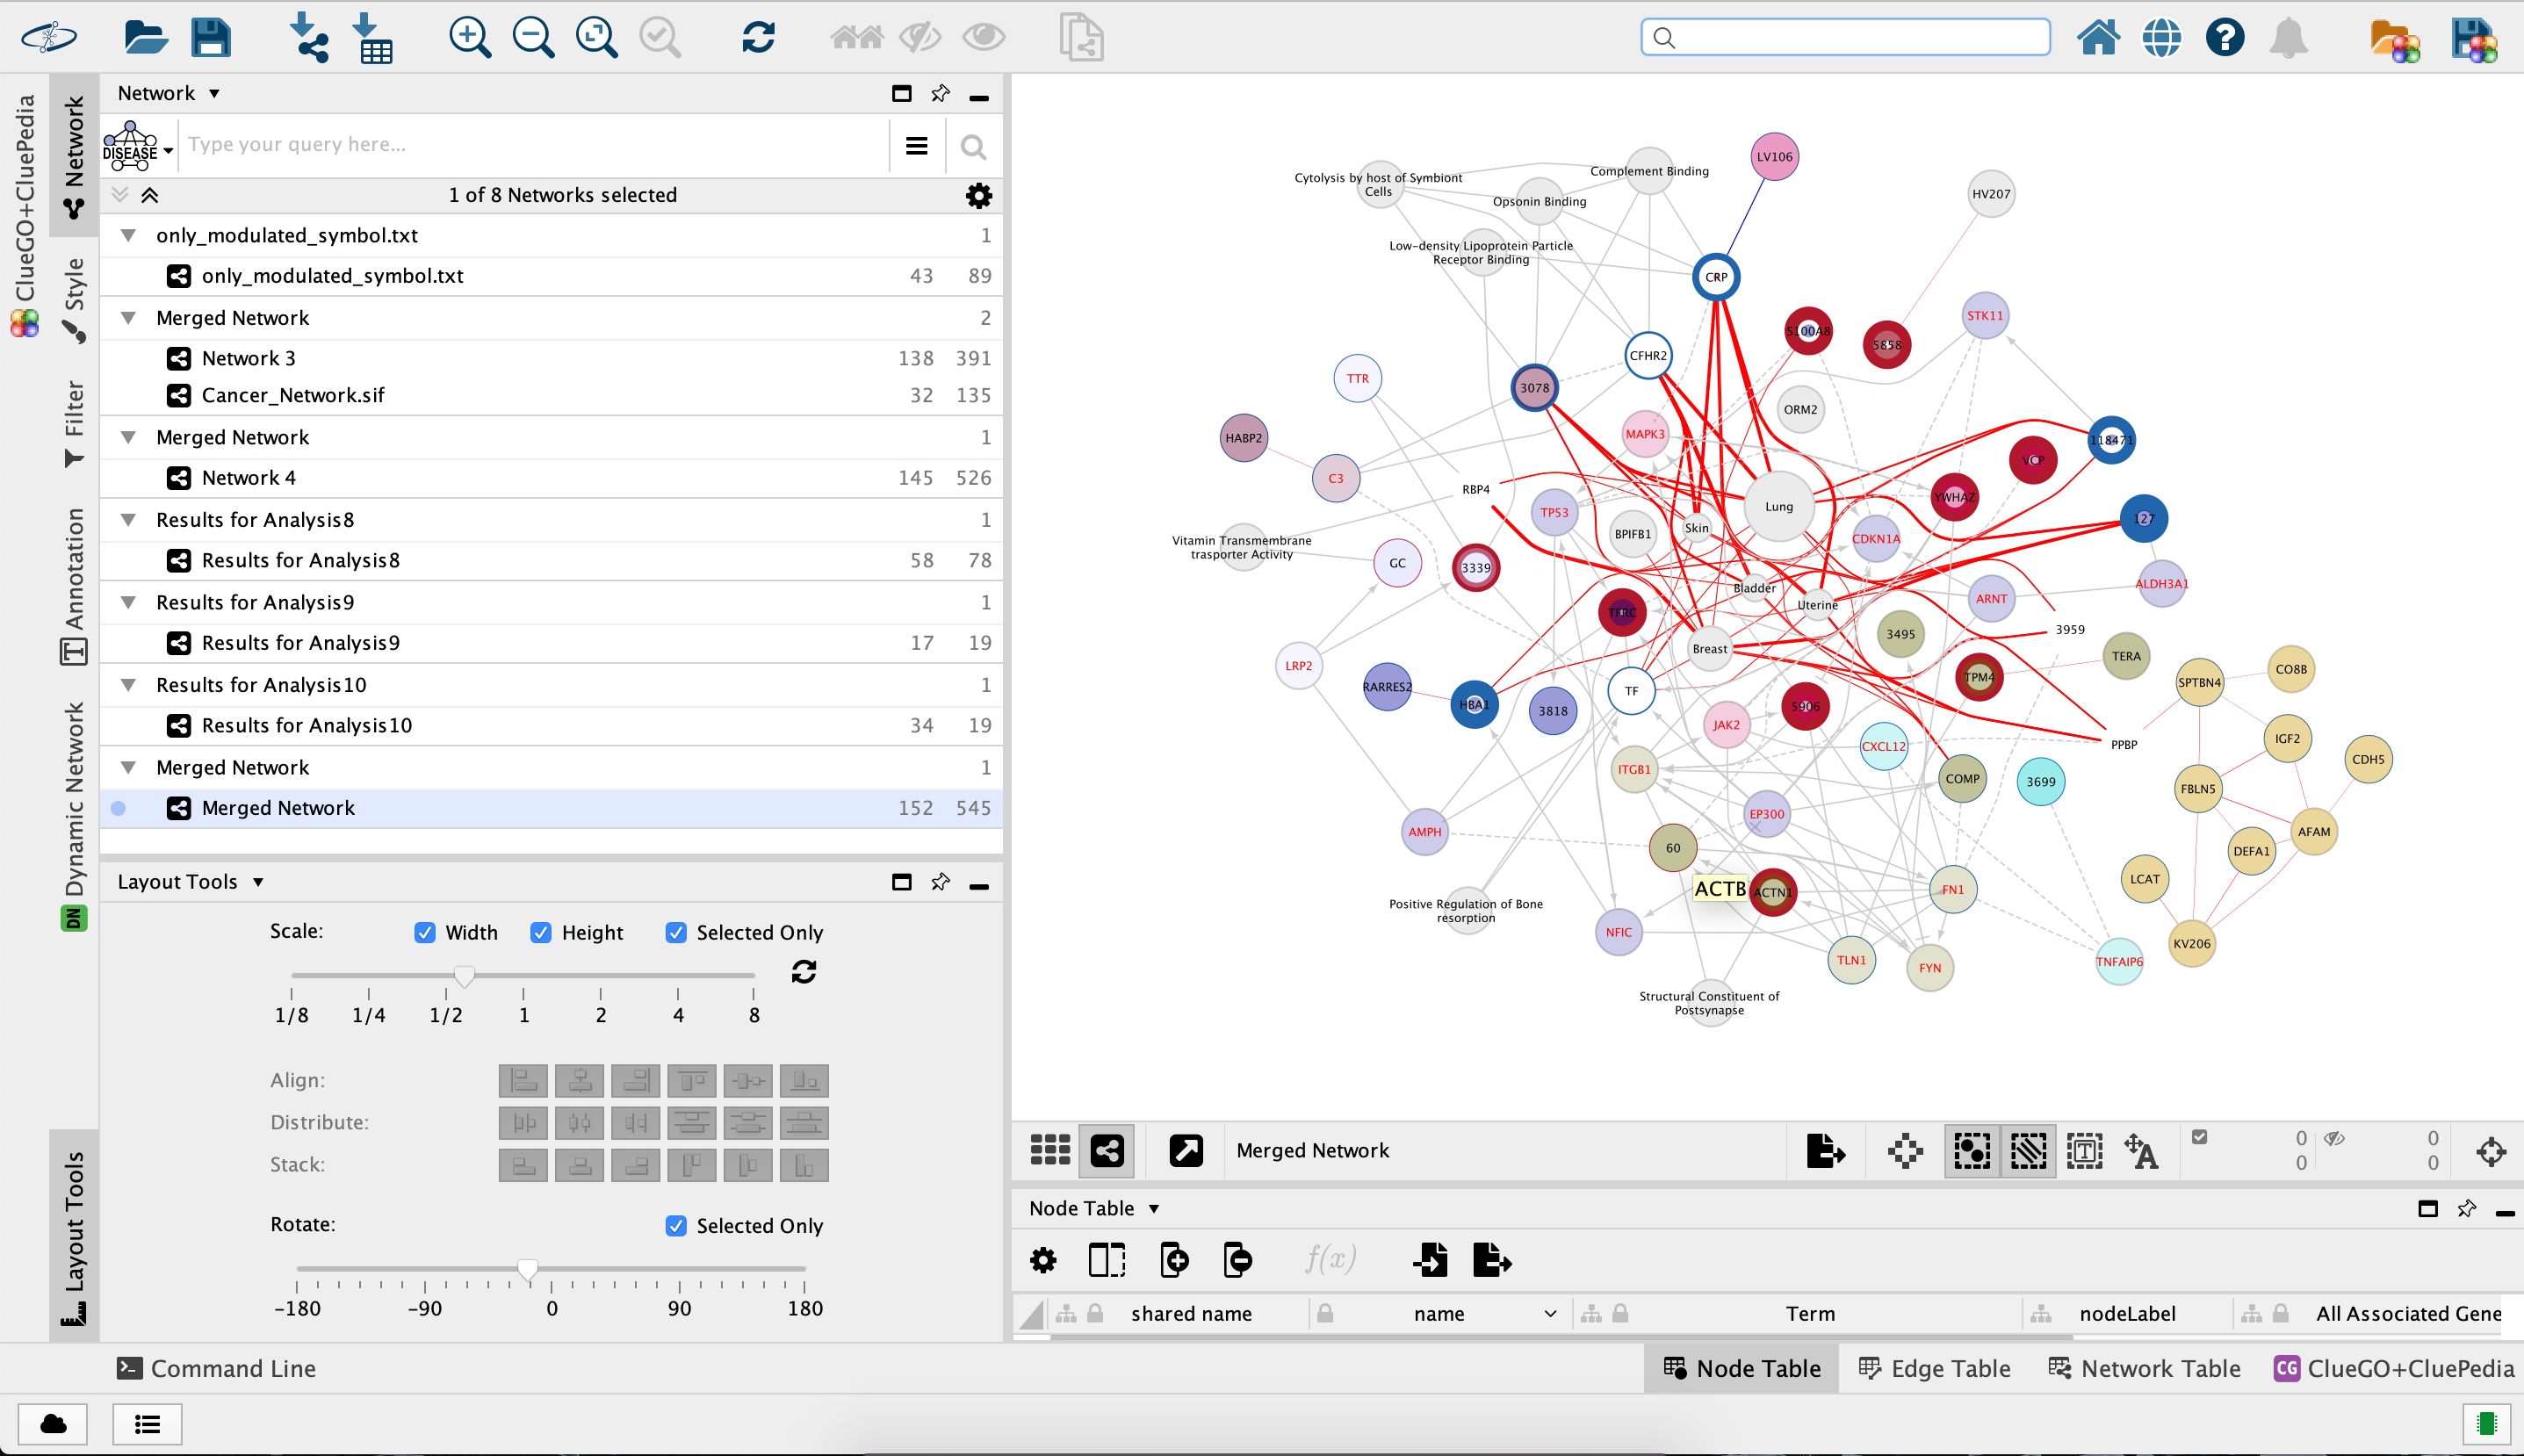 Network
DISEASE
Type your query here...
1 of 8 Networks selected
only_modulated_symbol.txt 1
only_modulated_symbol.txt 43 89
Merged Network 2
Network 3 138 391
Cancer_Network.sif 32 135
Merged Network 1
Network 4 145 526
Results for Analysis8 1
Results for Analysis8 58 78
Results for Analysis9 1
Results for Analysis9 17 19
Results for Analysis10 1
Results for Analysis10 34 19
Merged Network 1
Merged Network 152 545
ClueGO+CluePedia
Network
Style
Filter
Annotation
Dynamic Network
DN
Layout Tools
Layout Tools
Scale:
Width
Height
Selected Only
1/8 1/4 1/2 1 2 4 8
Align:
Distribute:
Stack:
Rotate:
Selected Only
-180 -90 0 90 180
LV106
Complement Binding
Cytolysis by host of Symbiont
Cells
Opsonin Binding
HV207
Low-density Lipoprotein Particle
Receptor Binding
CRP
STK11
S100A8
5858
CFHR2
TTR
3078
ORM2
HABP2
MAPK3
118471
VCP
C3
RBP4
YWHAZ
Lung
TP53
127
Skin
BPIFB1
CDKN1A
Vitamin Transmembrane
trasporter Activity
GC
3339
ALDH3A1
Bladder
ARNT
Uterine
TFRC
3959
3495
Breast
TERA
LRP2
CO8B
TPM4
SPTBN4
RARRES2
TF
HBA1
5906
3818
JAK2
IGF2
CXCL12
PPBP
CDH5
ITGB1
COMP
3699
FBLN5
EP300
AMPH
AFAM
60
DEFA1
LCAT
ACTB
ACTN1
FN1
Positive Regulation of Bone
resorption
NFIC
KV206
TLN1
FYN
TNFAIP6
Structural Constituent of
Postsynapse
Merged Network
T
A
0 0
0 0
Node Table
f(x)
shared name name Term nodeLabel All Associated Gene
Command Line
Node Table
Edge Table
Network Table
CG ClueGO+CluePedia